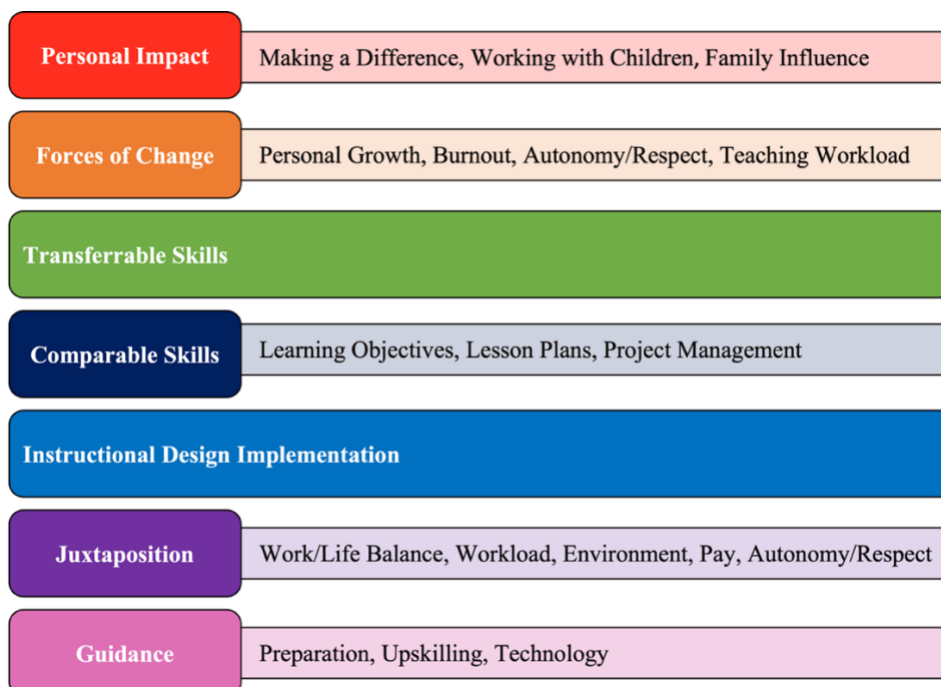 Personal Impact
Making a Difference, Working with Children, Family Influence
Forces of Change
Personal Growth, Burnout, Autonomy/Respect, Teaching Workload
Transferrable Skills
Comparable Skills
Learning Objectives, Lesson Plans, Project Management
Instructional Design Implementation
Juxtaposition
Work/Life Balance, Workload, Environment, Pay, Autonomy/Respect
Guidance
Preparation, Upskilling, Technology